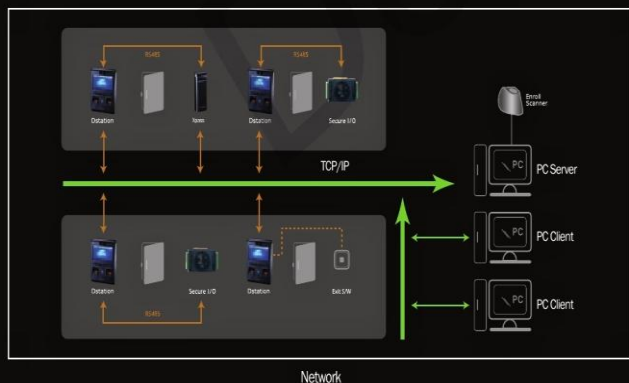 RS485
RS485
Dstation
Xpass
Dstation
Secure I/O
Enroll
Scanner
TCP/IP
PC
PC Server
PC
PC Client
Dstation
Secure I/O
Dstation
Exit S/W
RS485
PC
PC Client
Network